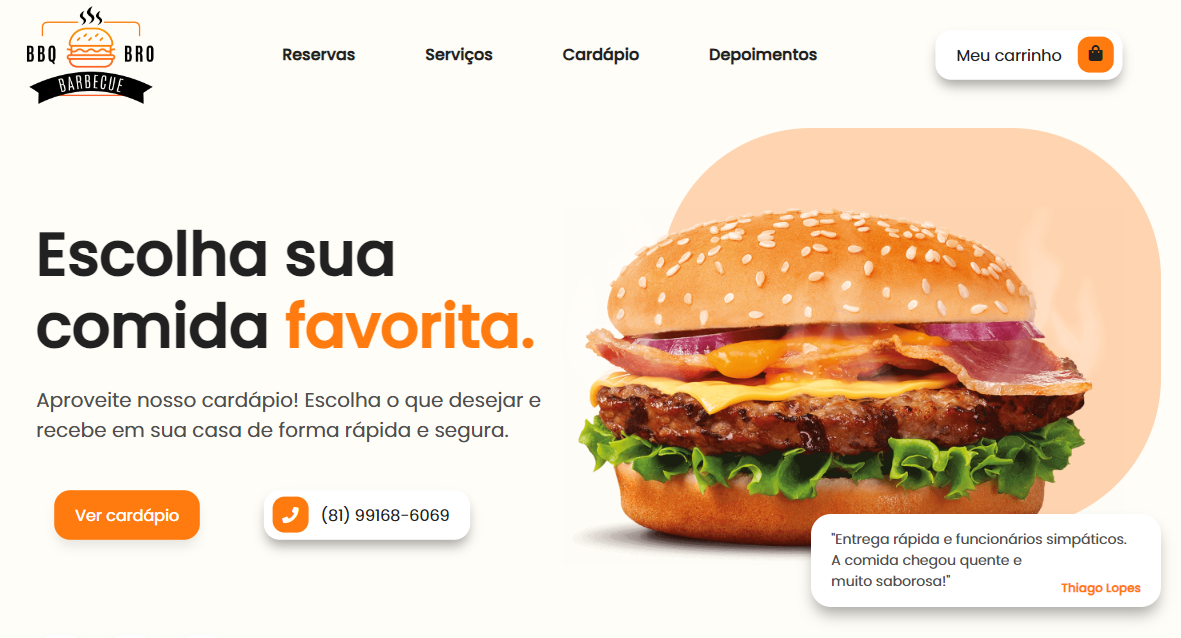 BBQ BRO
BARBECUE
Reservas
Serviços
Cardápio
Depoimentos
Meu carrinho
Escolha sua
comida favorita.
Aproveite nosso cardápio! Escolha o que desejar e
recebe em sua casa de forma rápida e segura.
Ver cardápio
(81) 99168-6069
"Entrega rápida e funcionários simpáticos.
A comida chegou quente e
muito saborosa!"
Thiago Lopes